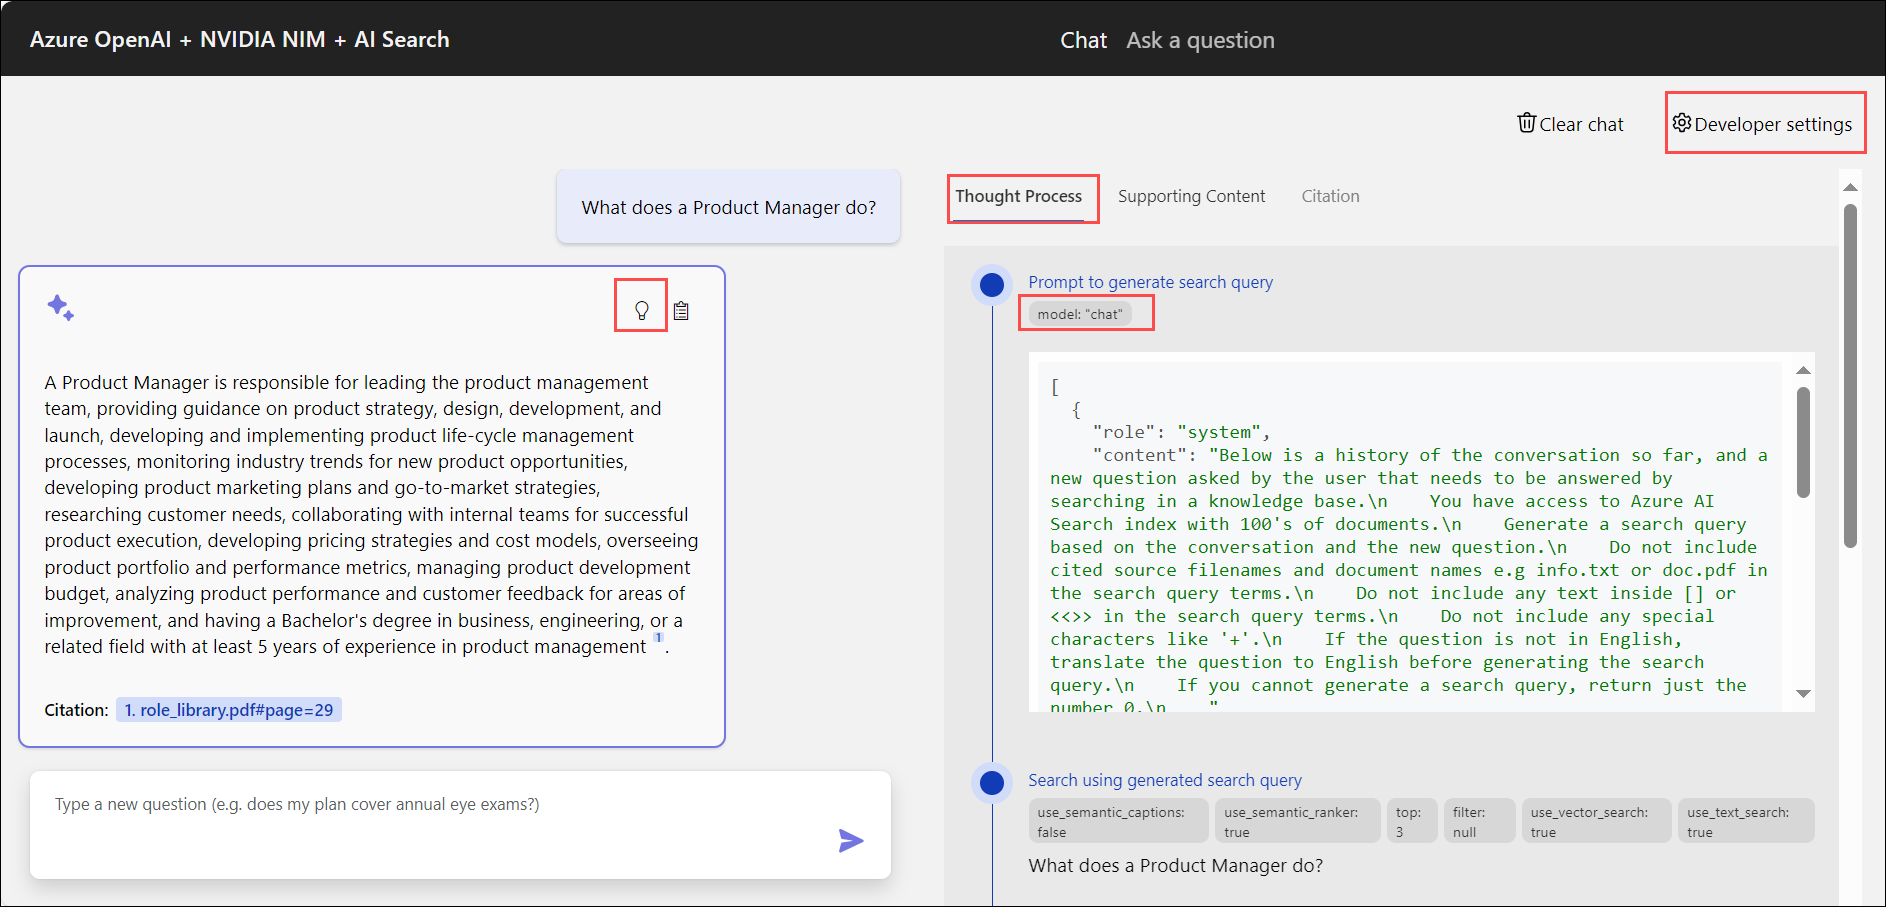 Azure OpenAI + NVIDIA NIM + AI Search
Chat Ask a question
Clear chat
Developer settings
What does a Product Manager do?
A Product Manager is responsible for leading the product management
team, providing guidance on product strategy, design, development, and
launch, developing and implementing product life-cycle management
processes, monitoring industry trends for new product opportunities,
developing product marketing plans and go-to-market strategies,
researching customer needs, collaborating with internal teams for successful
product execution, developing pricing strategies and cost models, overseeing
product portfolio and performance metrics, managing product development
budget, analyzing product performance and customer feedback for areas of
improvement, and having a Bachelor's degree in business, engineering, or a
related field with at least 5 years of experience in product management 1.
Citation: 1. role_library.pdf#page=29
Type a new question (e.g. does my plan cover annual eye exams?)
Thought Process Supporting Content Citation
Prompt to generate search query
model: "chat"
[
{
"role": "system",
"content": "Below is a history of the conversation so far, and a
new question asked by the user that needs to be answered by
searching in a knowledge base.\n    You have access to Azure AI
Search index with 100's of documents.\n    Generate a search query
based on the conversation and the new question.\n    Do not include
cited source filenames and document names e.g info.txt or doc.pdf in
the search query terms.\n    Do not include any text inside [] or
<<>> in the search query terms.\n    Do not include any special
characters like '+'.\n    If the question is not in English,
translate the question to English before generating the search
query.\n    If you cannot generate a search query, return just the
number 0.\n    "
Search using generated search query
use_semantic_captions: false
use_semantic_ranker: true
top: 3
filter: null
use_vector_search: true
use_text_search: true
What does a Product Manager do?